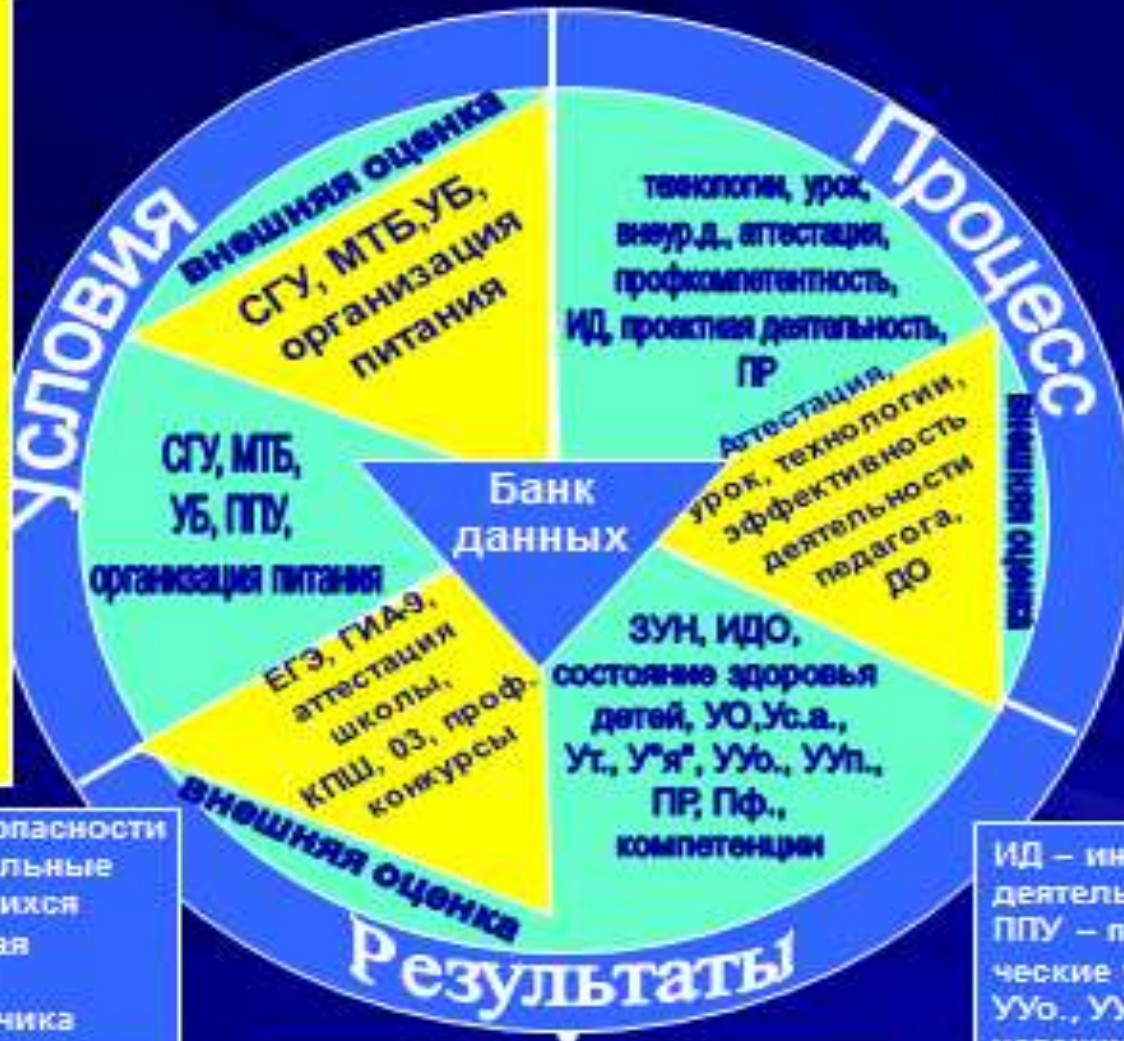 Условия
внешняя оценка
СГУ, МТБ,УБ,
организация
питания
СГУ, МТБ,
УБ, ППУ,
организация питания
Процесс
технологии, урок,
внеур.д., аттестация,
профкомпетентность,
ИД, проектная деятельность,
ПР
Аттестация,
урок, технологии,
эффективность
деятельности
педагога,
ДО
внешняя оценка
Банк
данных
ЕГЭ, ГИА-9,
аттестация
школы,
КПШ, 03, проф.
конкурсы
внешняя оценка
ЗУН, ИДО,
состояние здоровья
детей, УО,Ус.а.,
Ут., У"я", УУо., УУп.,
ПР, Пф.,
компетенции
Результаты
опасности
льные
ихся
ая
чика
ИД – ин
деятель
ППУ – п
ческие
УУо., УУ